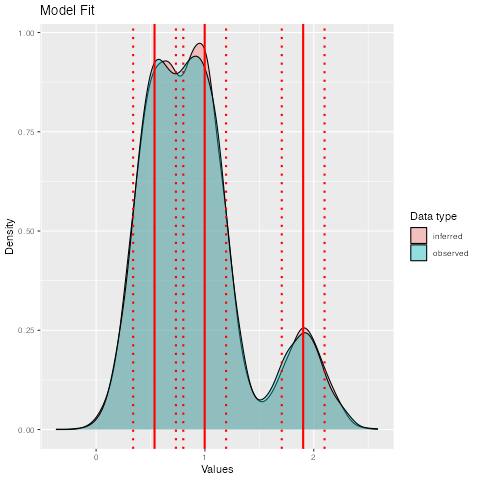 Model Fit
1.00
0.75
0.50
0.25
0.00
Density
0
1
2
Values
Data type
inferred
observed